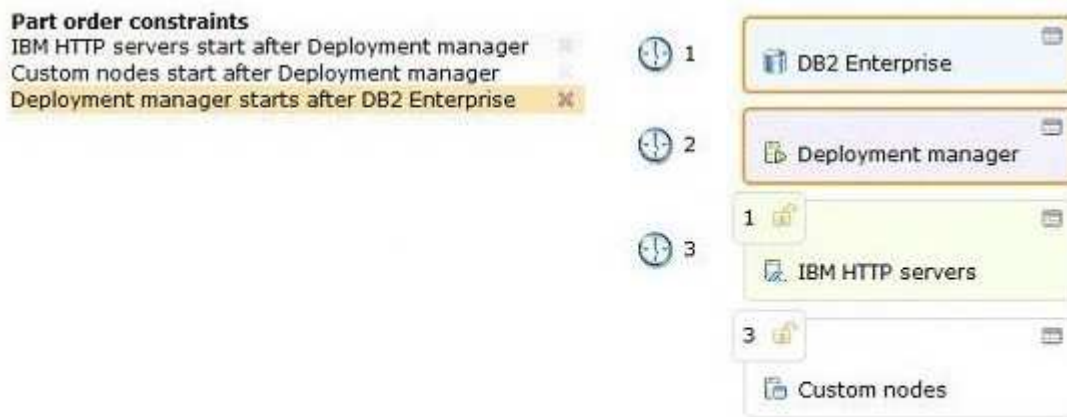 Part order constraints
IBM HTTP servers start after Deployment manager
Custom nodes start after Deployment manager
Deployment manager starts after DB2 Enterprise
1
DB2 Enterprise
2
Deployment manager
3
1
IBM HTTP servers
3
Custom nodes